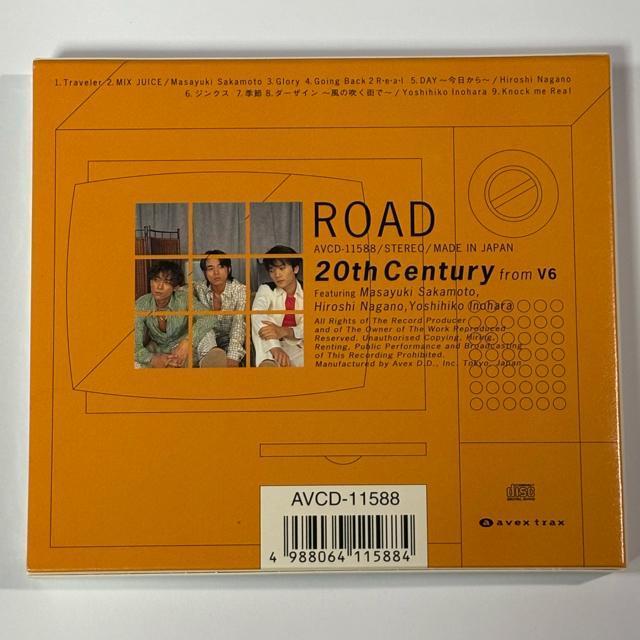 1.Traveler 2.MIX JUICE/Masayuki Sakamoto 3.Glory 4.Going Back 2 R・e・a・l 5.DAY 〜今日から〜/Hiroshi Nagano
6.ジンクス 7.季節 8.ダーザイン 〜風の吹く街で〜/Yoshihiko Inohara 9.Knock me Real
ROAD
AVCD-11588/STEREO/MADE IN JAPAN
20th Century from V6
Featuring Masayuki Sakamoto,
Hiroshi Nagano,Yoshihiko Inohara
All Rights of The Record Producer
and of The Owner of The Work Reproduced
Reserved. Unauthorised Copying, Hiring,
Renting, Public Performance and Broadcasting
of This Recording Prohibited.
Manufactured by Avex D.D., Inc. Tokyo, Japan
AVCD-11588
4 988064 115884
COMPACT disc DIGITAL AUDIO
avex trax